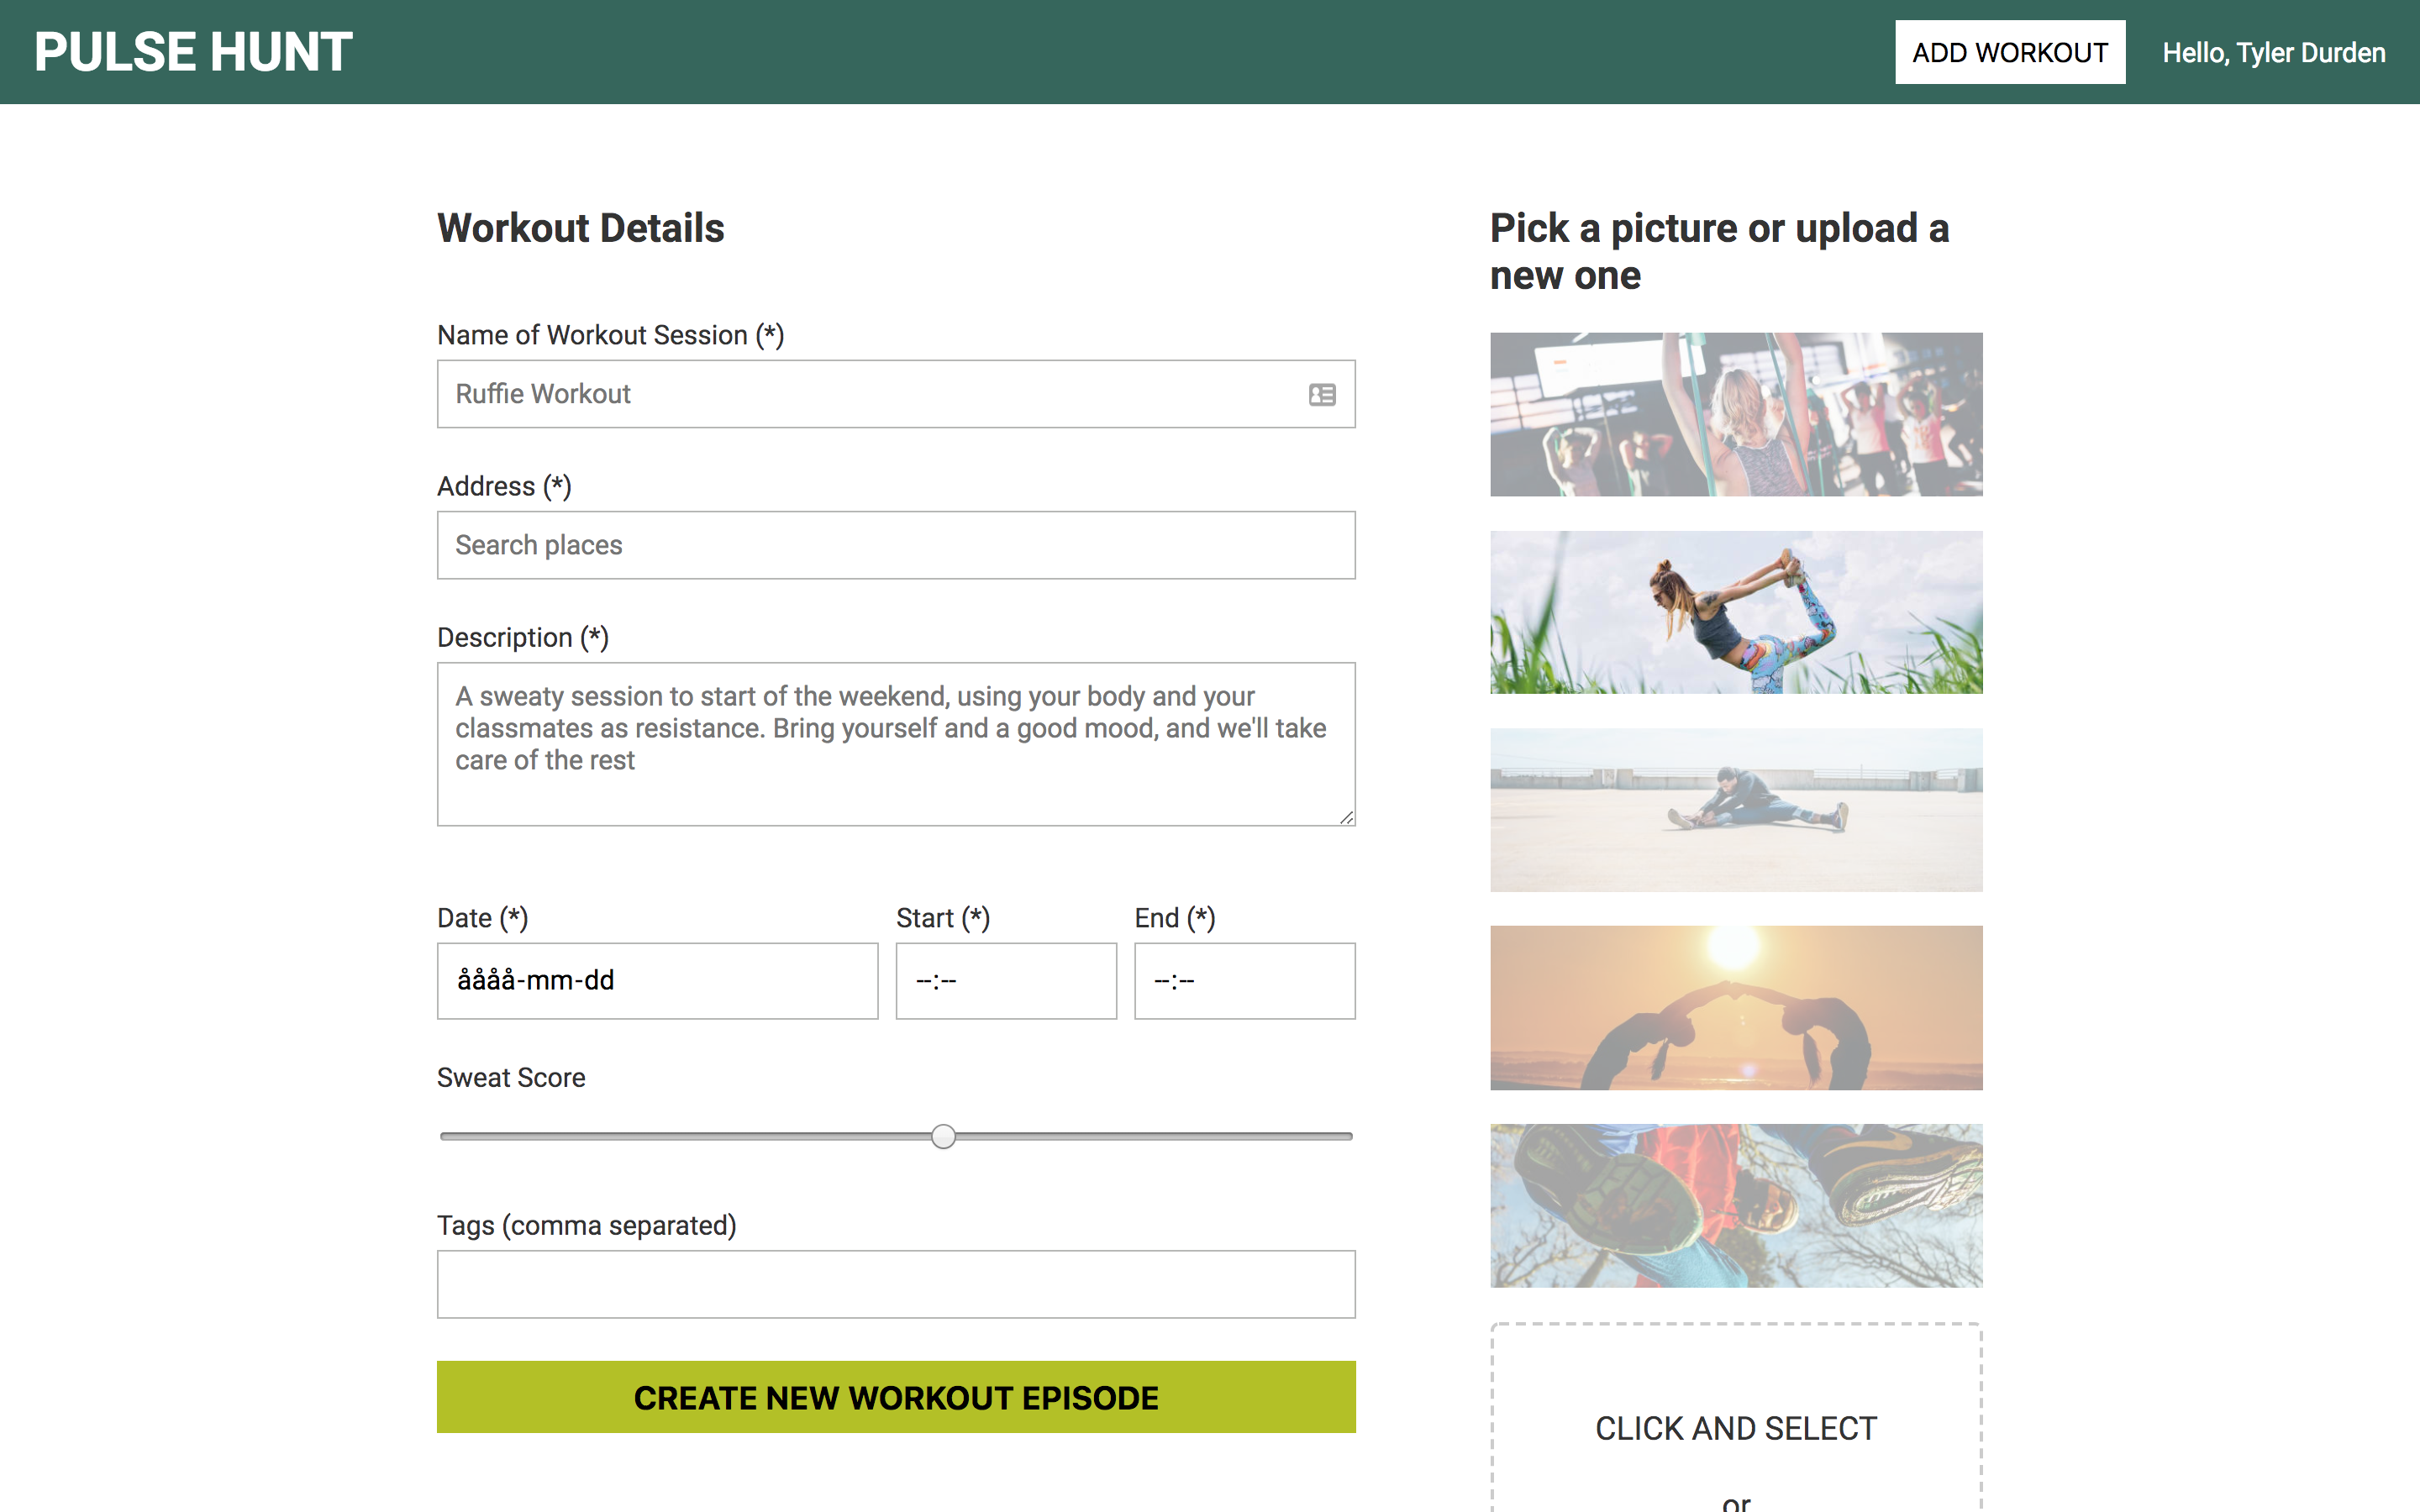 PULSE HUNT
ADD WORKOUT
Hello, Tyler Durden
Workout Details
Name of Workout Session (*)
Ruffie Workout
Address (*)
Search places
Description (*)
A sweaty session to start of the weekend, using your body and your
classmates as resistance. Bring yourself and a good mood, and we'll take
care of the rest
Date (*)
Start (*)
End (*)
åååå-mm-dd
--:--
--:--
Sweat Score
Tags (comma separated)
CREATE NEW WORKOUT EPISODE
Pick a picture or upload a
new one
CLICK AND SELECT
or